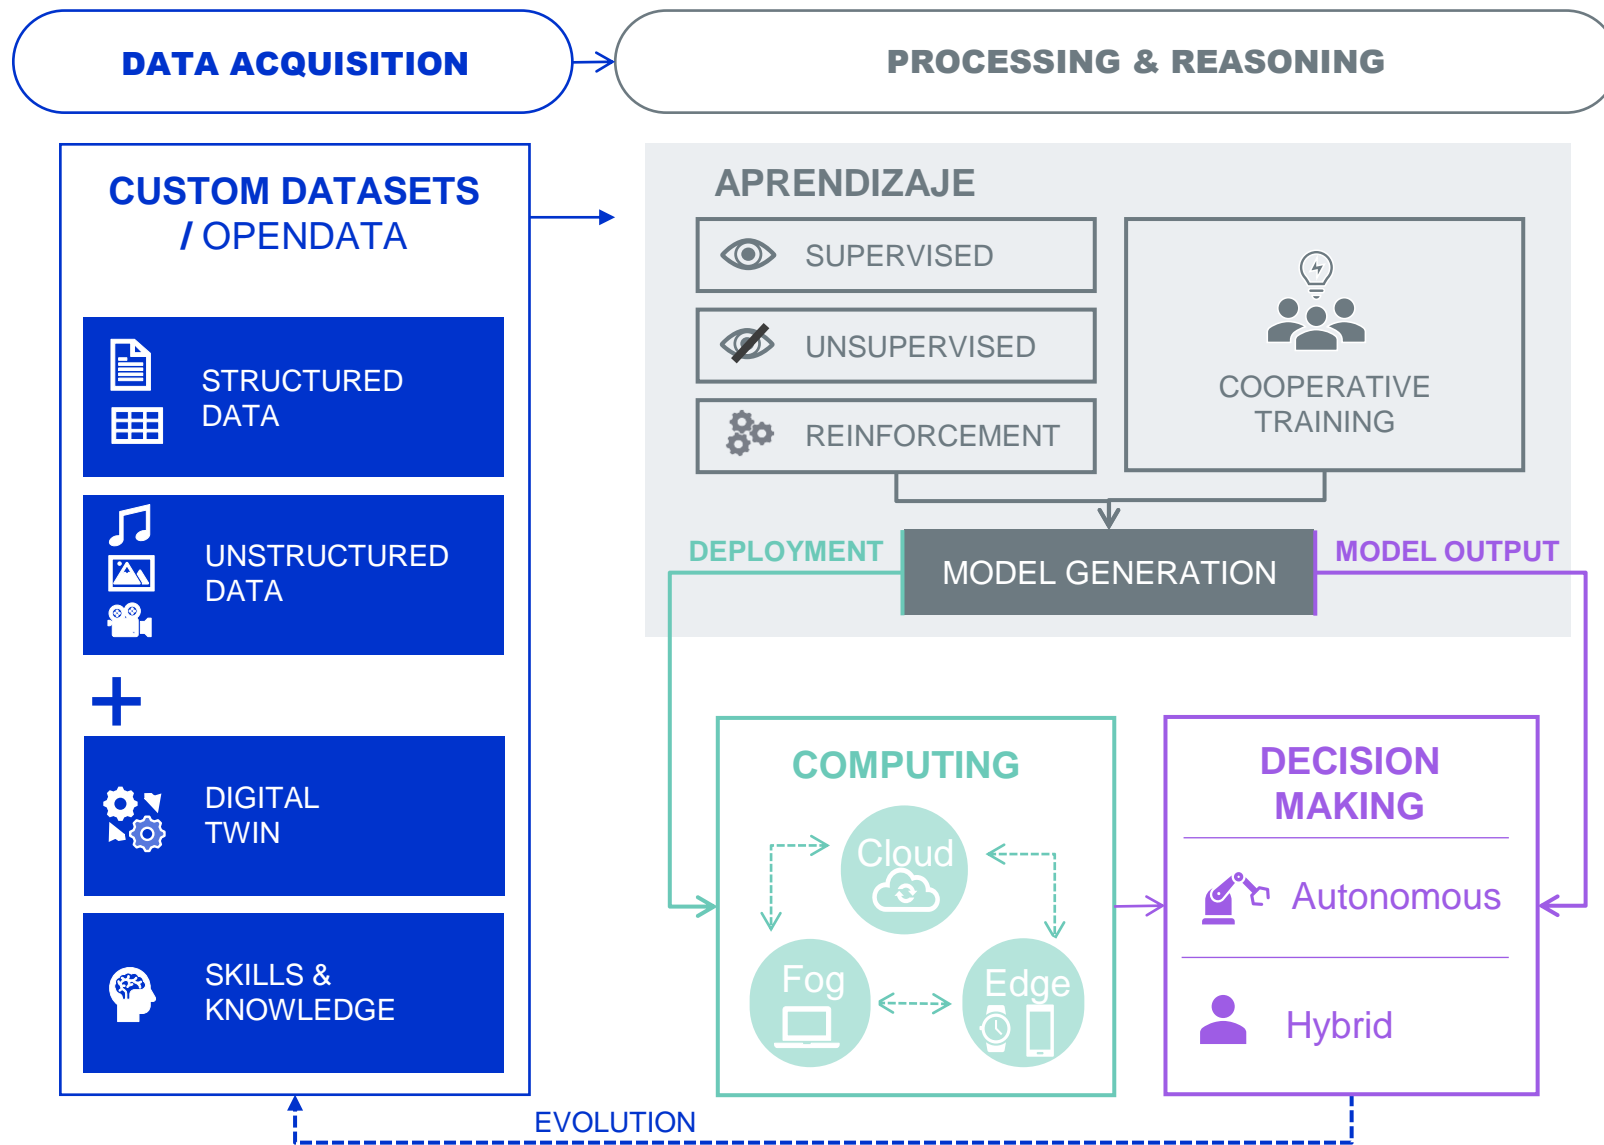 DATA ACQUISITION
PROCESSING & REASONING
CUSTOM DATASETS
/ OPENDATA
STRUCTURED
DATA
UNSTRUCTURED
DATA
DIGITAL
TWIN
SKILLS &
KNOWLEDGE
APRENDIZAJE
SUPERVISED
UNSUPERVISED
REINFORCEMENT
COOPERATIVE
TRAINING
DEPLOYMENT
MODEL GENERATION
MODEL OUTPUT
COMPUTING
Cloud
Fog
Edge
DECISION
MAKING
Autonomous
Hybrid
EVOLUTION